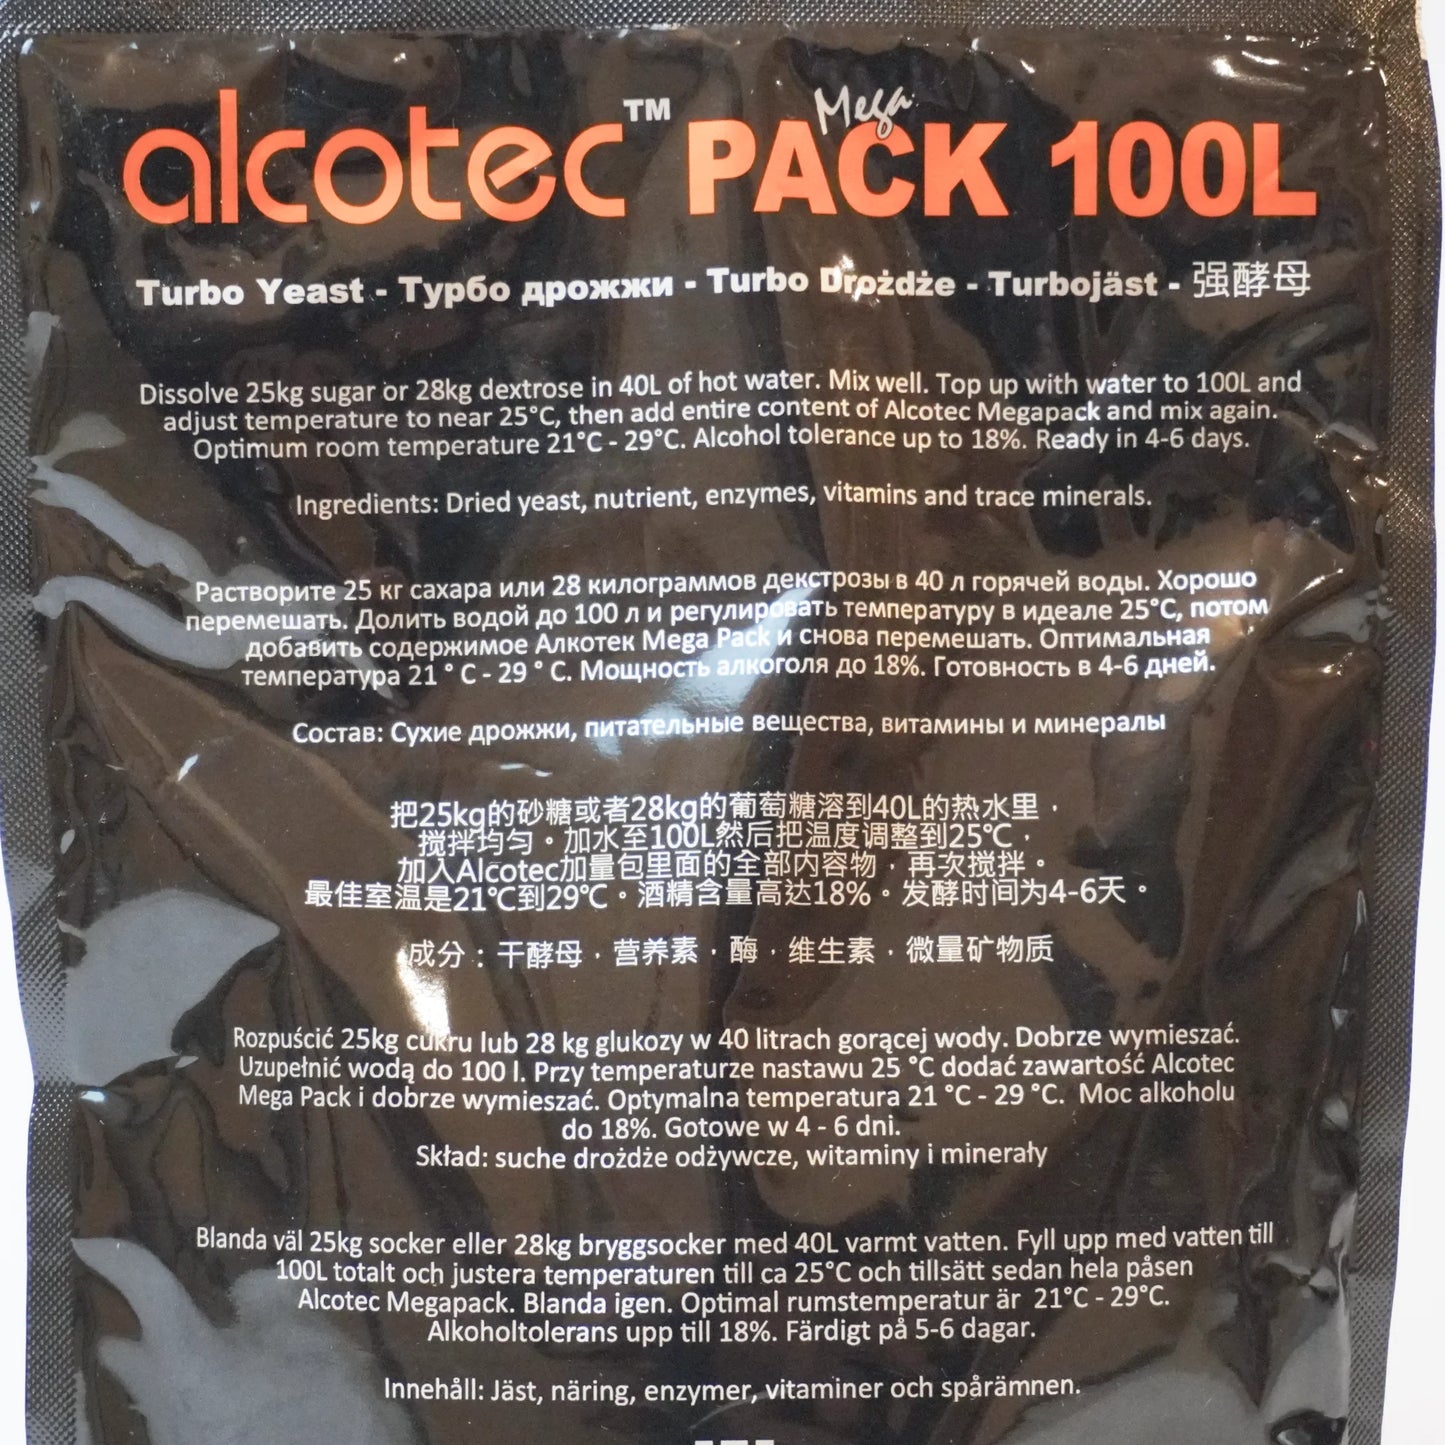 alcotec™ Mega PACK 100L
Turbo Yeast - Турбо дрожжи - Turbo Drożdże - Turbojäst - 强酵母
Dissolve 25kg sugar or 28kg dextrose in 40L of hot water. Mix well. Top up with water to 100L and
adjust temperature to near 25°C, then add entire content of Alcotec Megapack and mix again.
Optimum room temperature 21°C - 29°C. Alcohol tolerance up to 18%. Ready in 4-6 days.
Ingredients: Dried yeast, nutrient, enzymes, vitamins and trace minerals.
Растворите 25 кг сахара или 28 килограммов декстрозы в 40 л горячей воды. Хорошо
перемешать. Долить водой до 100 л и регулировать температуру в идеале 25°C, потом
добавить содержимое Алкотек Mega Pack и снова перемешать. Оптимальная
температура 21 ° C - 29 ° C. Мощность алкоголя до 18%. Готовность в 4-6 дней.
Состав: Сухие дрожжи, питательные вещества, витамины и минералы
把25kg的砂糖或者28kg的葡萄糖溶到40L的热水里，
搅拌均匀。加水至100L然后把温度调整到25℃，
加入Alcotec加量包里面的全部内容物，再次搅拌。
最佳室温是21℃到29℃。酒精含量高达18%。发酵时间为4-6天。
成分：干酵母，营养素，酶，维生素，微量矿物质
Rozpuścić 25kg cukru lub 28 kg glukozy w 40 litrach gorącej wody. Dobrze wymieszać.
Uzupełnić wodą do 100 l. Przy temperaturze nastawu 25 °C dodać zawartość Alcotec
Mega Pack i dobrze wymieszać. Optymalna temperatura 21 °C - 29 °C. Moc alkoholu
do 18%. Gotowe w 4 - 6 dni.
Skład: suche drożdże odżywcze, witaminy i minerały
Blanda väl 25kg socker eller 28kg bryggsocker med 40L varmt vatten. Fyll upp med vatten till
100L totalt och justera temperaturen till ca 25°C och tillsätt sedan hela påsen
Alcotec Megapack. Blanda igen. Optimal rumstemperatur är 21°C - 29°C.
Alkoholtolerans upp till 18%. Färdigt på 5-6 dagar.
Innehåll: Jäst, näring, enzymer, vitaminer och spårämnen.